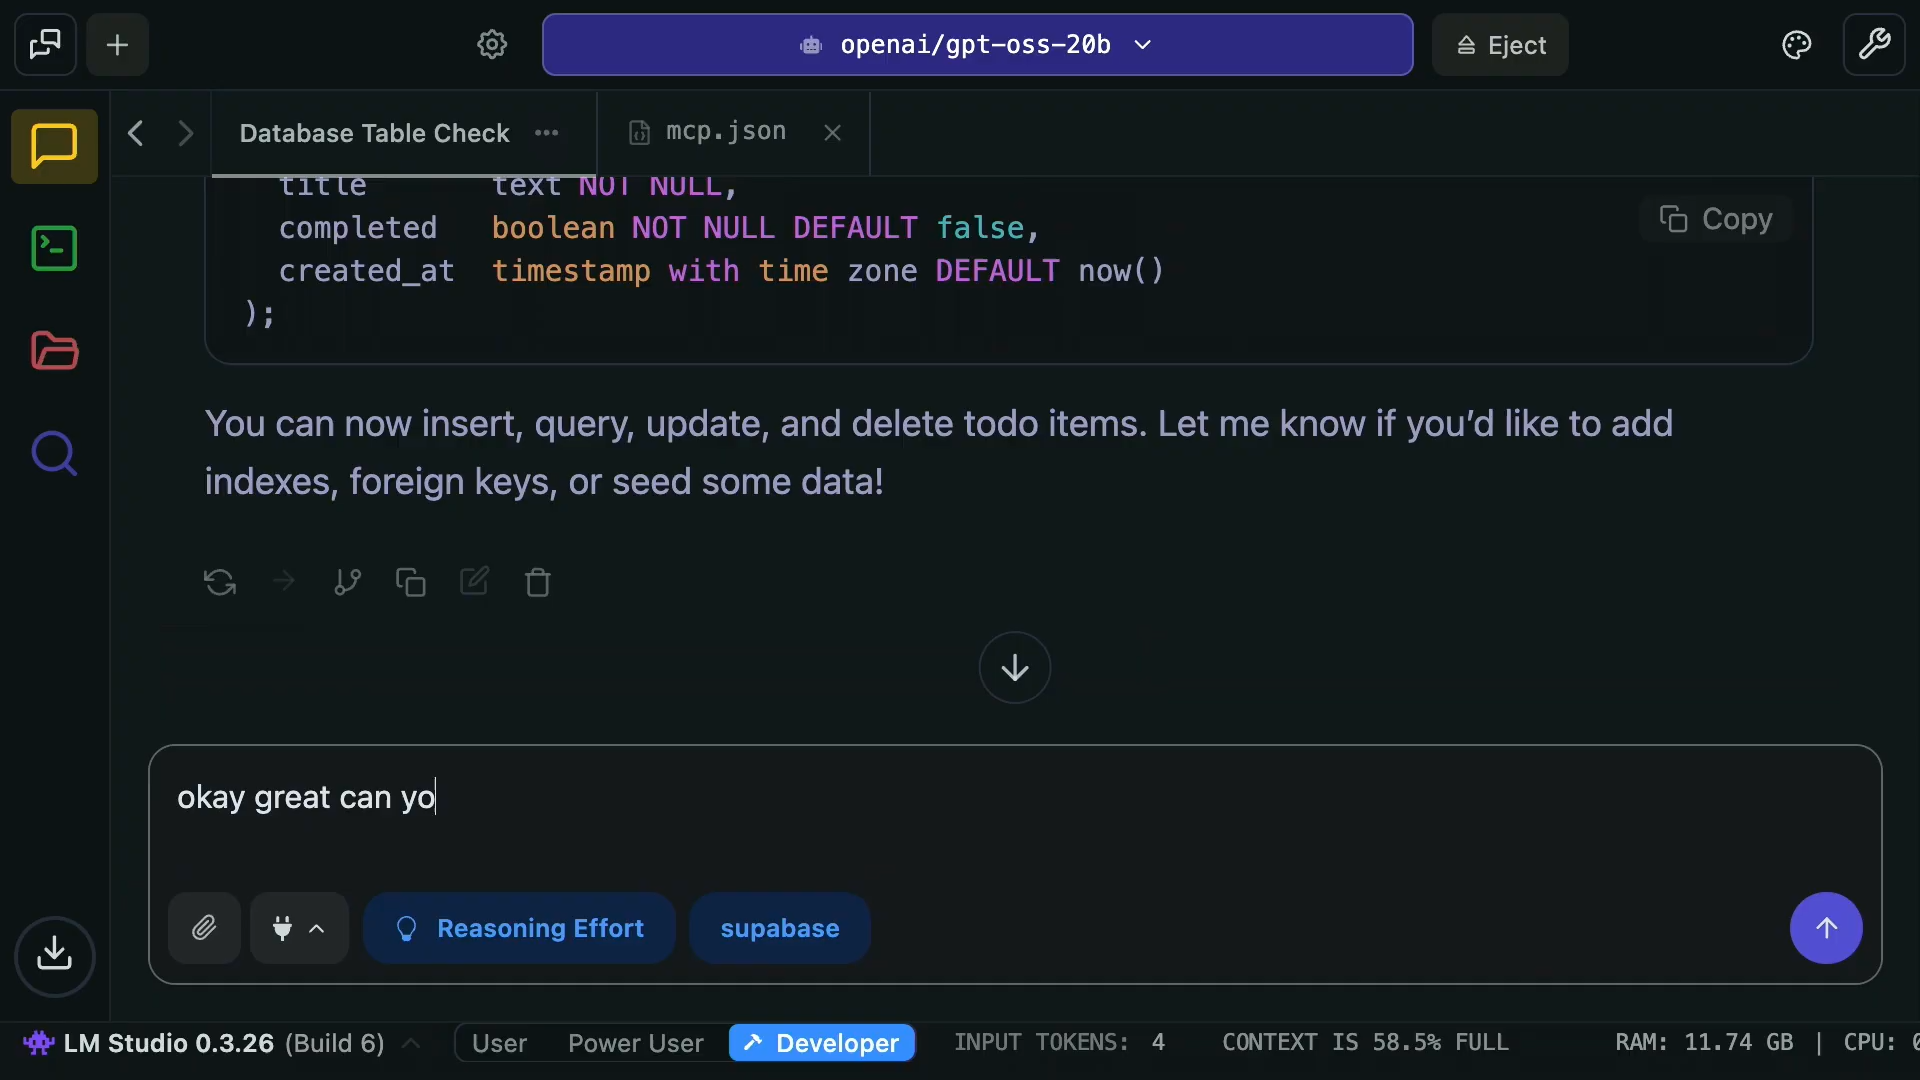 openai/gpt-oss-20b
Eject
Database Table Check
mcp.json
title text NOT NULL,
completed boolean NOT NULL DEFAULT false,
Copy
created_at timestamp with time zone DEFAULT now()
);
You can now insert, query, update, and delete todo items. Let me know if you’d like to add
indexes, foreign keys, or seed some data!
okay great can yo
Reasoning Effort
supabase
LM Studio 0.3.26 (Build 6)
User
Power User
Developer
INPUT TOKENS: 4
CONTEXT IS 58.5% FULL
RAM: 11.74 GB | CPU: